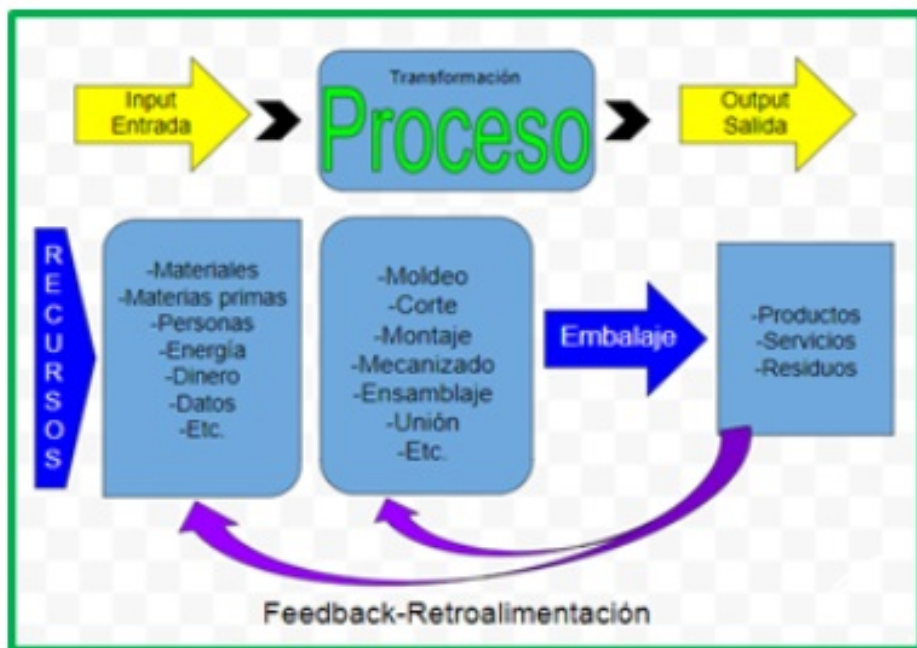 Input
Entrada
Transformación
Proceso
Output
Salida
RECURSOS
-Materiales
-Materias primas
-Personas
-Energía
-Dinero
-Datos
-Etc.
-Moldeo
-Corte
-Montaje
-Mecanizado
-Ensamblaje
-Unión
-Etc.
Embalaje
-Productos
-Servicios
-Residuos
Feedback-Retroalimentación